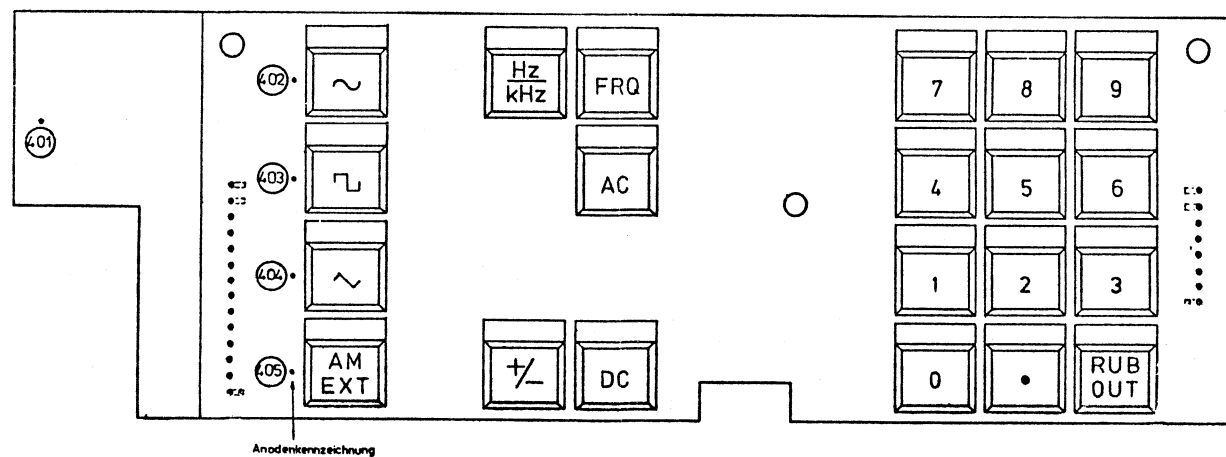 402
Hz
kHz
FRQ
7
8
9
401
403
AC
4
5
6
404
1
2
3
405
AM
EXT
+/-
DC
0
.
RUB
OUT
Anodenkennzeichnung